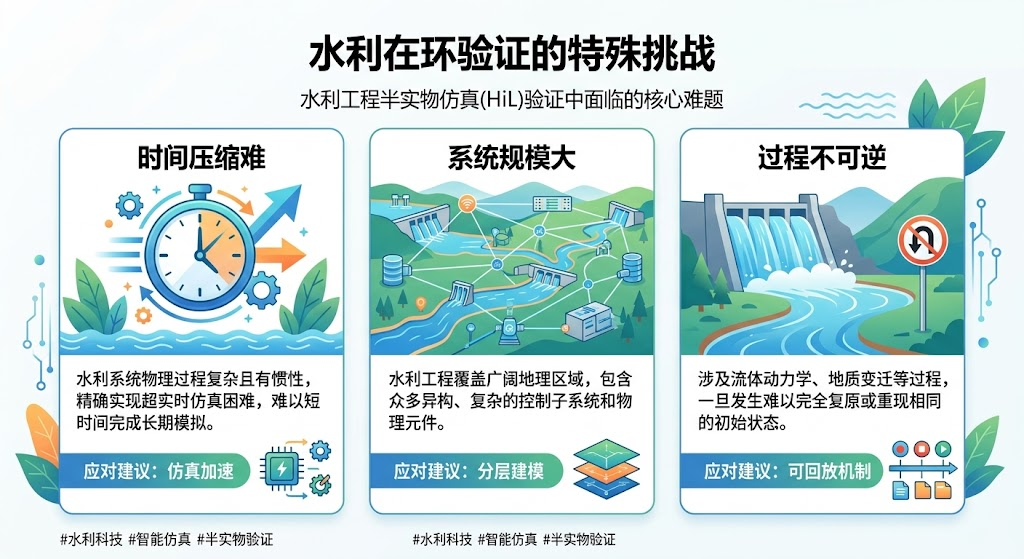 水利在环验证的特殊挑战
水利工程半实物仿真(HiL)验证中面临的核心难题
时间压缩难
水利系统物理过程复杂且有惯性，
精确实现超实时仿真困难，难以短
时间完成长期模拟。
应对建议：仿真加速
系统规模大
水利工程覆盖广阔地理区域，包含
众多异构、复杂的控制子系统和物
理元件。
应对建议：分层建模
过程不可逆
涉及流体动力学、地质变迁等过程，
一旦发生难以完全复原或重现相同
的初始状态。
应对建议：可回放机制
#水利科技 #智能仿真 #半实物验证
#水利科技 #智能仿真 #半实物验证